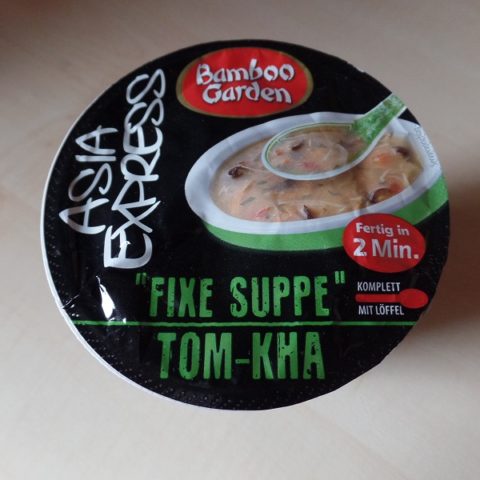 Bamboo
Garden
ASIA
EXPRESS
Fertig in
2 Min.
"FIXE SUPPE"
KOMPLETT
MIT LÖFFEL
TOM-KHA